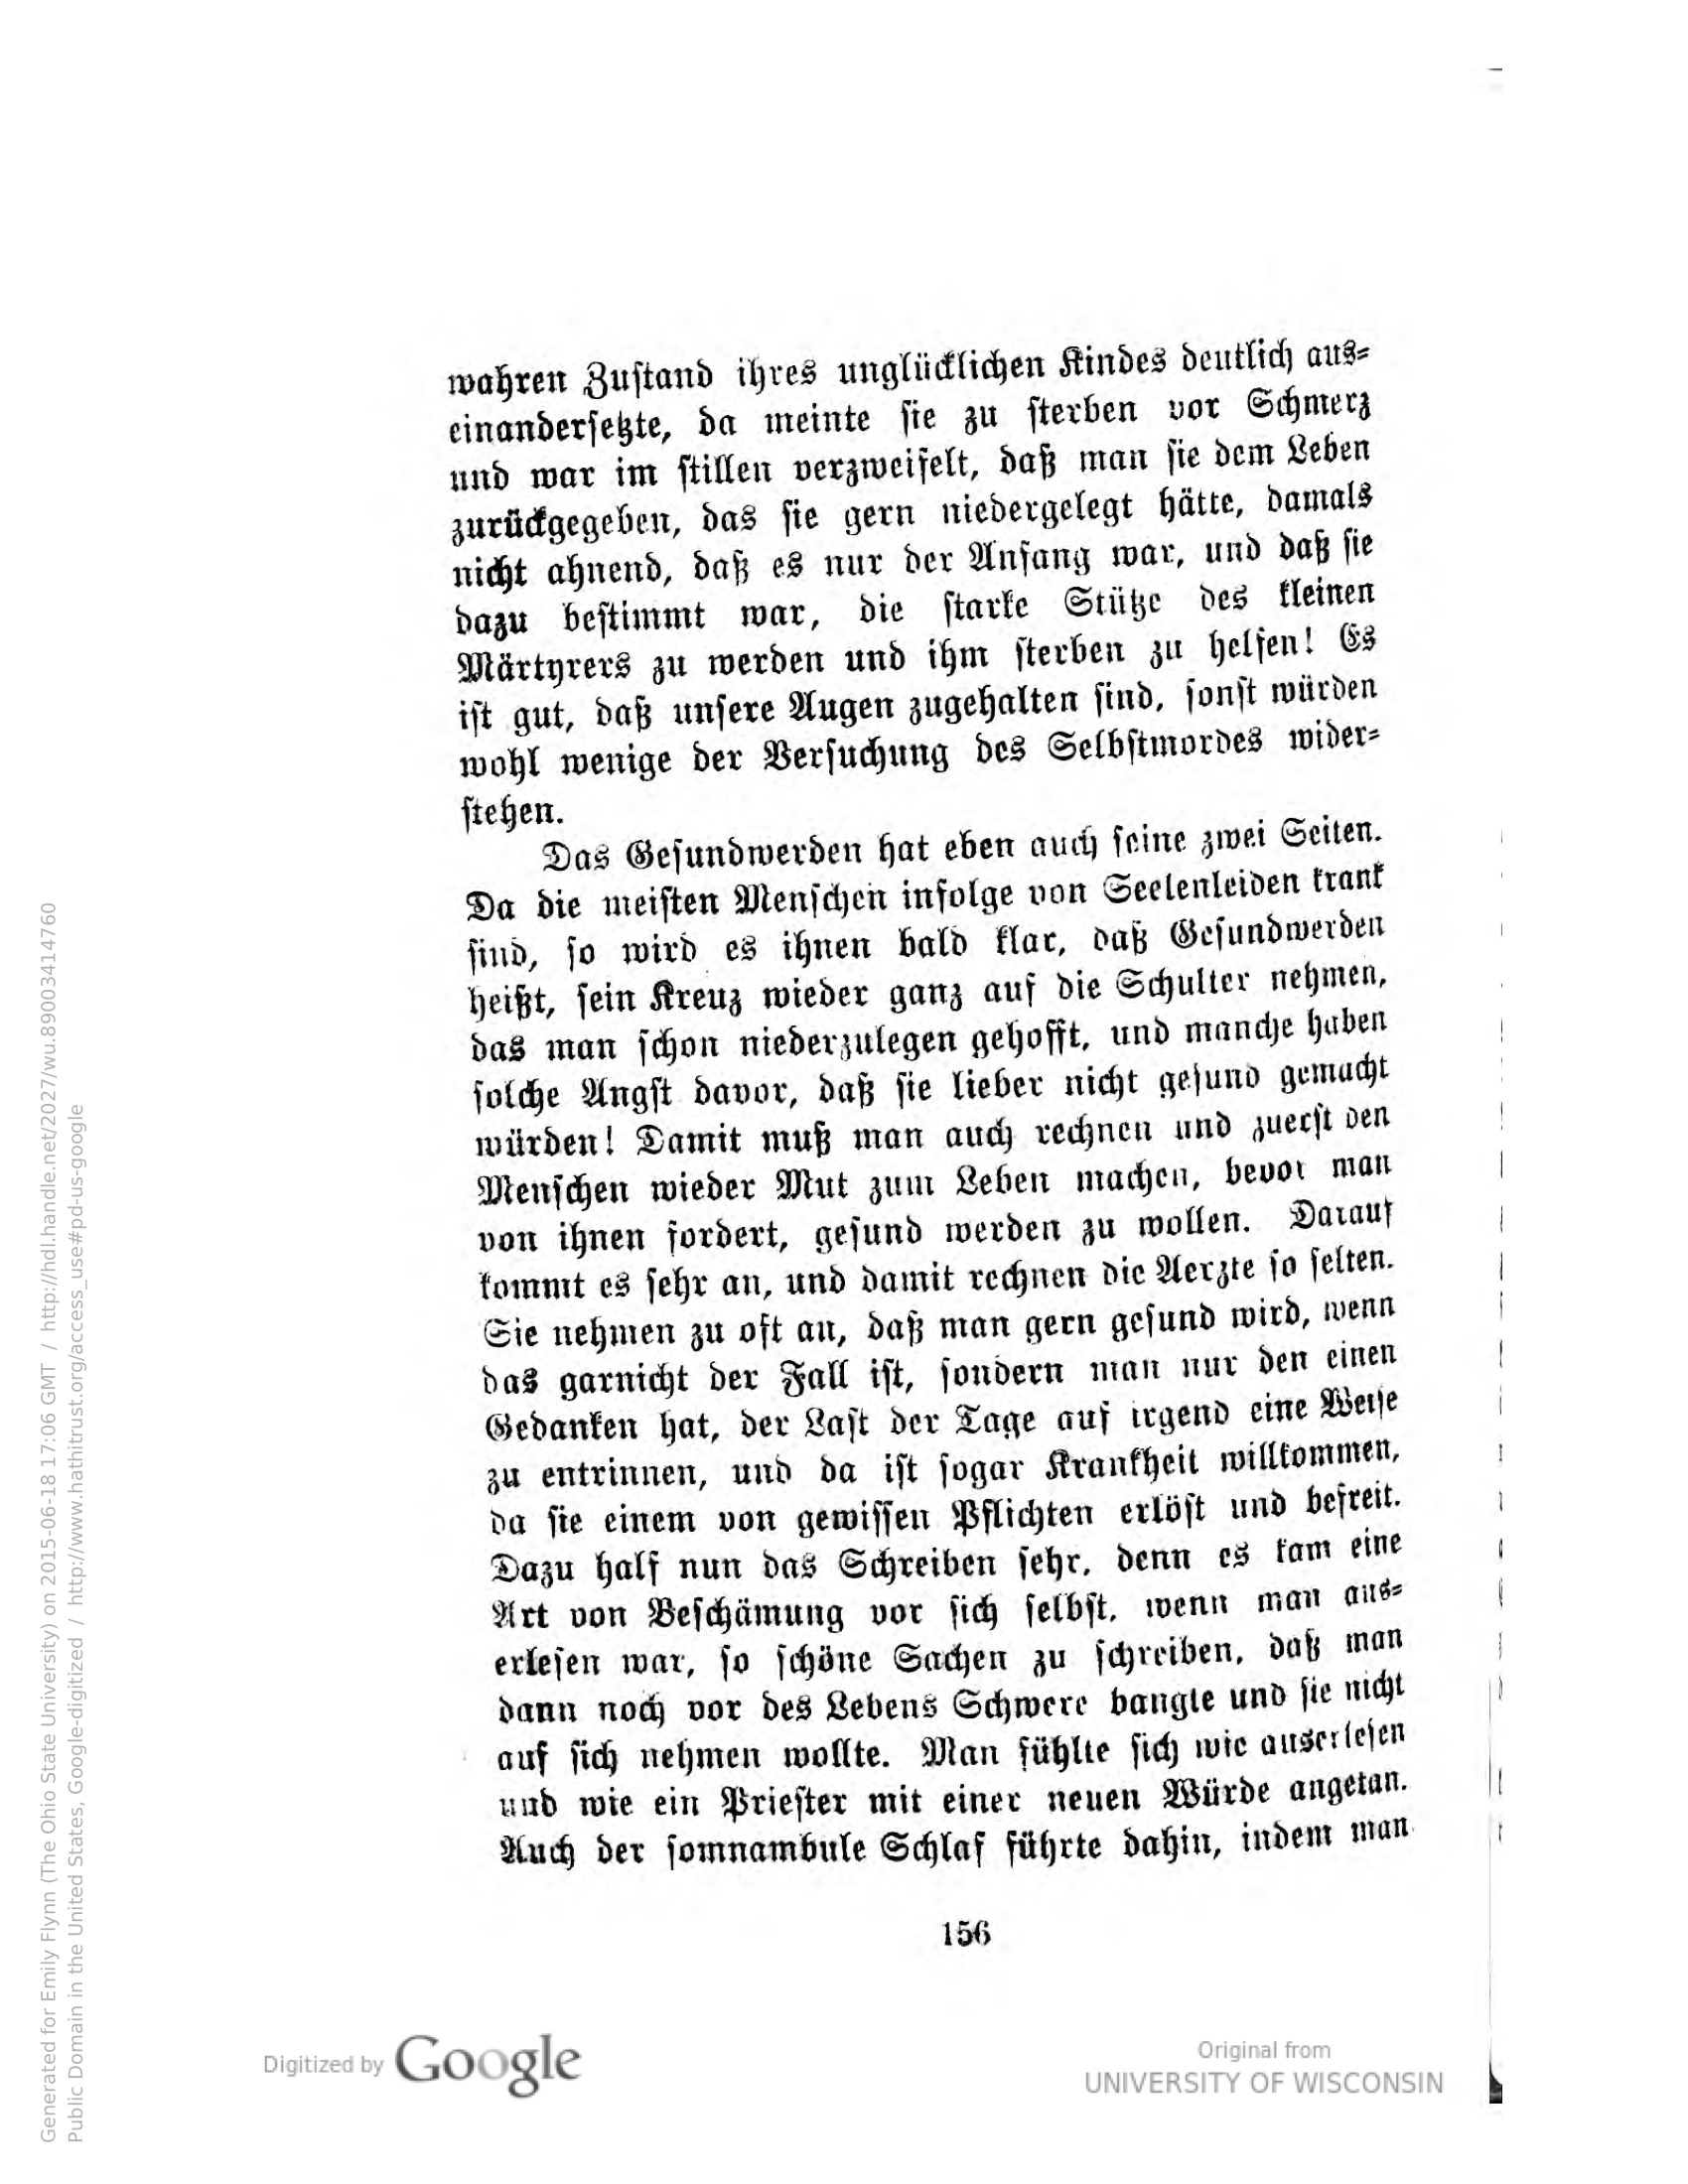 wahren Zustand ihres unglücklichen Kindes deutlich aus=
einandersetzte, da meinte sie zu sterben vor Schmerz
und war im stillen verzweifelt, daß man sie dem Leben
zurückgegeben, das sie gern niedergelegt hätte, damals
nicht ahnend, daß es nur der Anfang war, und daß sie
dazu bestimmt war, die starke Stütze des kleinen
Märtyrers zu werden und ihm sterben zu helfen! Es
ist gut, daß unsere Augen zugehalten sind, sonst würden
wohl wenige der Versuchung des Selbstmordes wider=
stehen.
Das Gesundwerden hat eben auch seine zwei Seiten.
Da die meisten Menschen infolge von Seelenleiden krank
sind, so wird es ihnen bald klar, daß Gesundwerden
heißt, sein Kreuz wieder ganz auf die Schulter nehmen,
das man schon niederzulegen gehofft, und manche haben
solche Angst davor, daß sie lieber nicht gesund gemacht
würden! Damit muß man auch rechnen und zuerst den
Menschen wieder Mut zum Leben machen, bevor man
von ihnen fordert, gesund werden zu wollen. Darauf
kommt es sehr an, und damit rechnen die Aerzte so selten.
Sie nehmen zu oft an, daß man gern gesund wird, wenn
das garnicht der Fall ist, sondern man nur den einen
Gedanken hat, der Last der Tage auf irgend eine Weise
zu entrinnen, und da ist sogar Krankheit willkommen,
da sie einem von gewissen Pflichten erlöst und befreit.
Dazu half nun das Schreiben sehr, denn es kam eine
Art von Beschämung vor sich selbst, wenn man aus=
erlesen war, so schöne Sachen zu schreiben, daß man
dann noch vor des Lebens Schwere bangte und sie nicht
auf sich nehmen wollte. Man fühlte sich wie auserlesen
und wie ein Priester mit einer neuen Würde angetan.
Auch der somnambule Schlaf führte dahin, indem man
156
Digitized by Google
Original from
UNIVERSITY OF WISCONSIN
Generated for Emily Flynn (The Ohio State University) on 2015-06-18 17:06 GMT / http://hdl.handle.net/2027/wu.89003414760
Public Domain in the United States, Google-digitized / http://www.hathitrust.org/access_use#pd-us-google